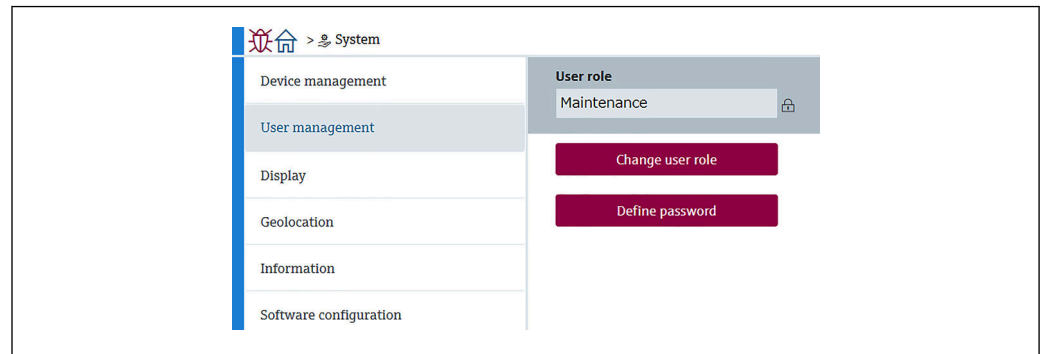 > System
Device management
User management
Display
Geolocation
Information
Software configuration
User role
Maintenance
Change user role
Define password